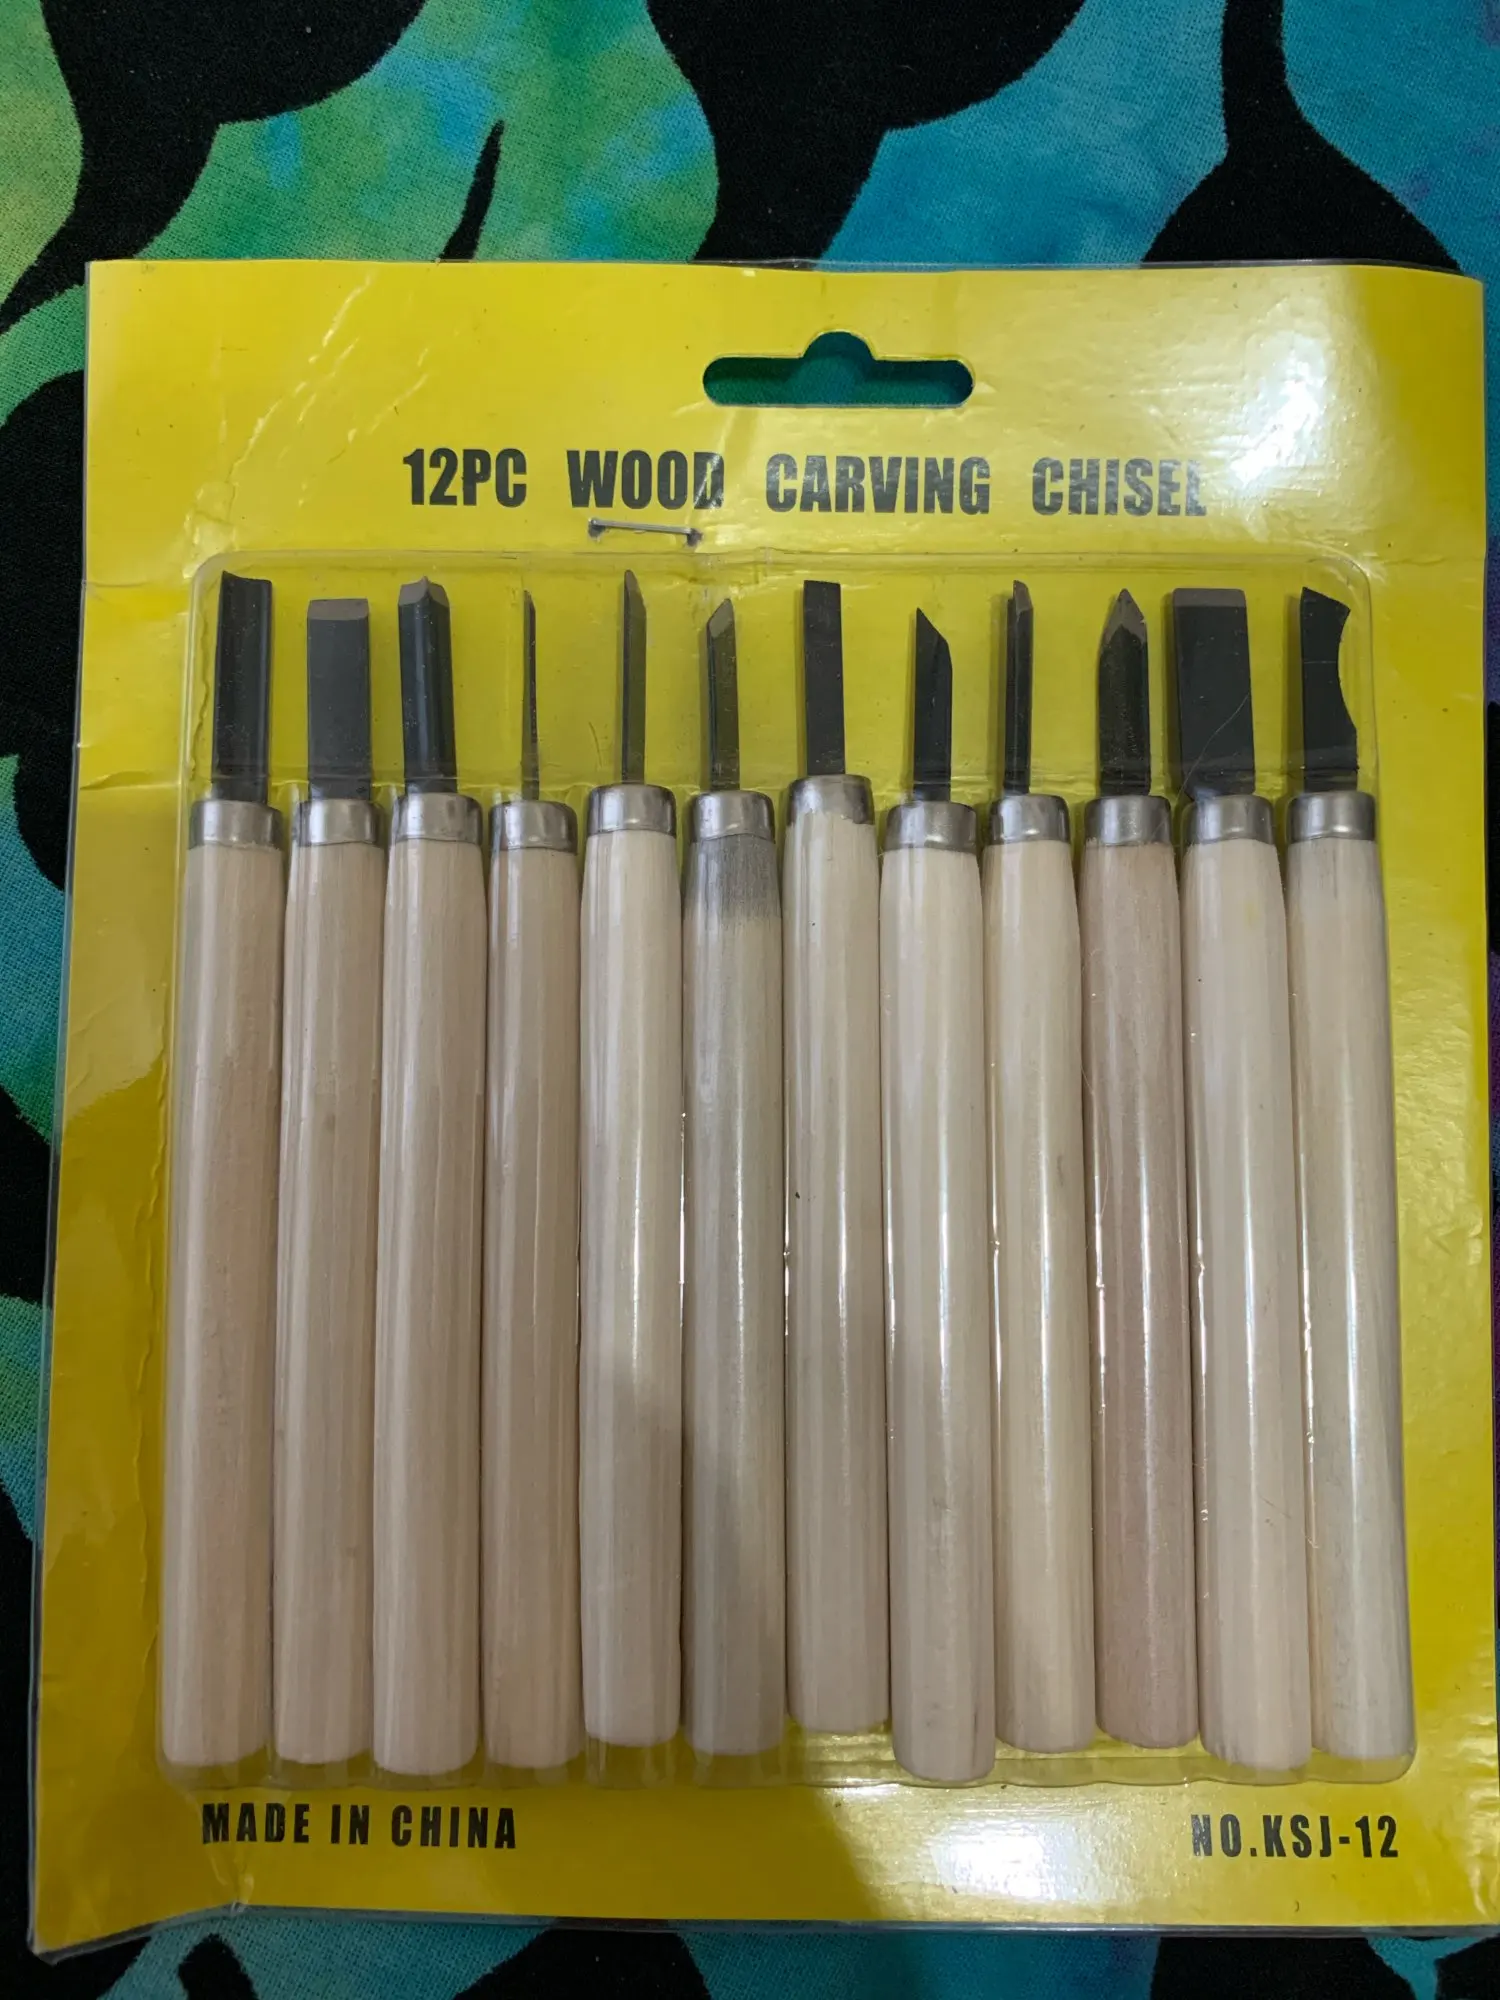 12PC WOOD CARVING CHISEL
MADE IN CHINA
NO.KSJ-12